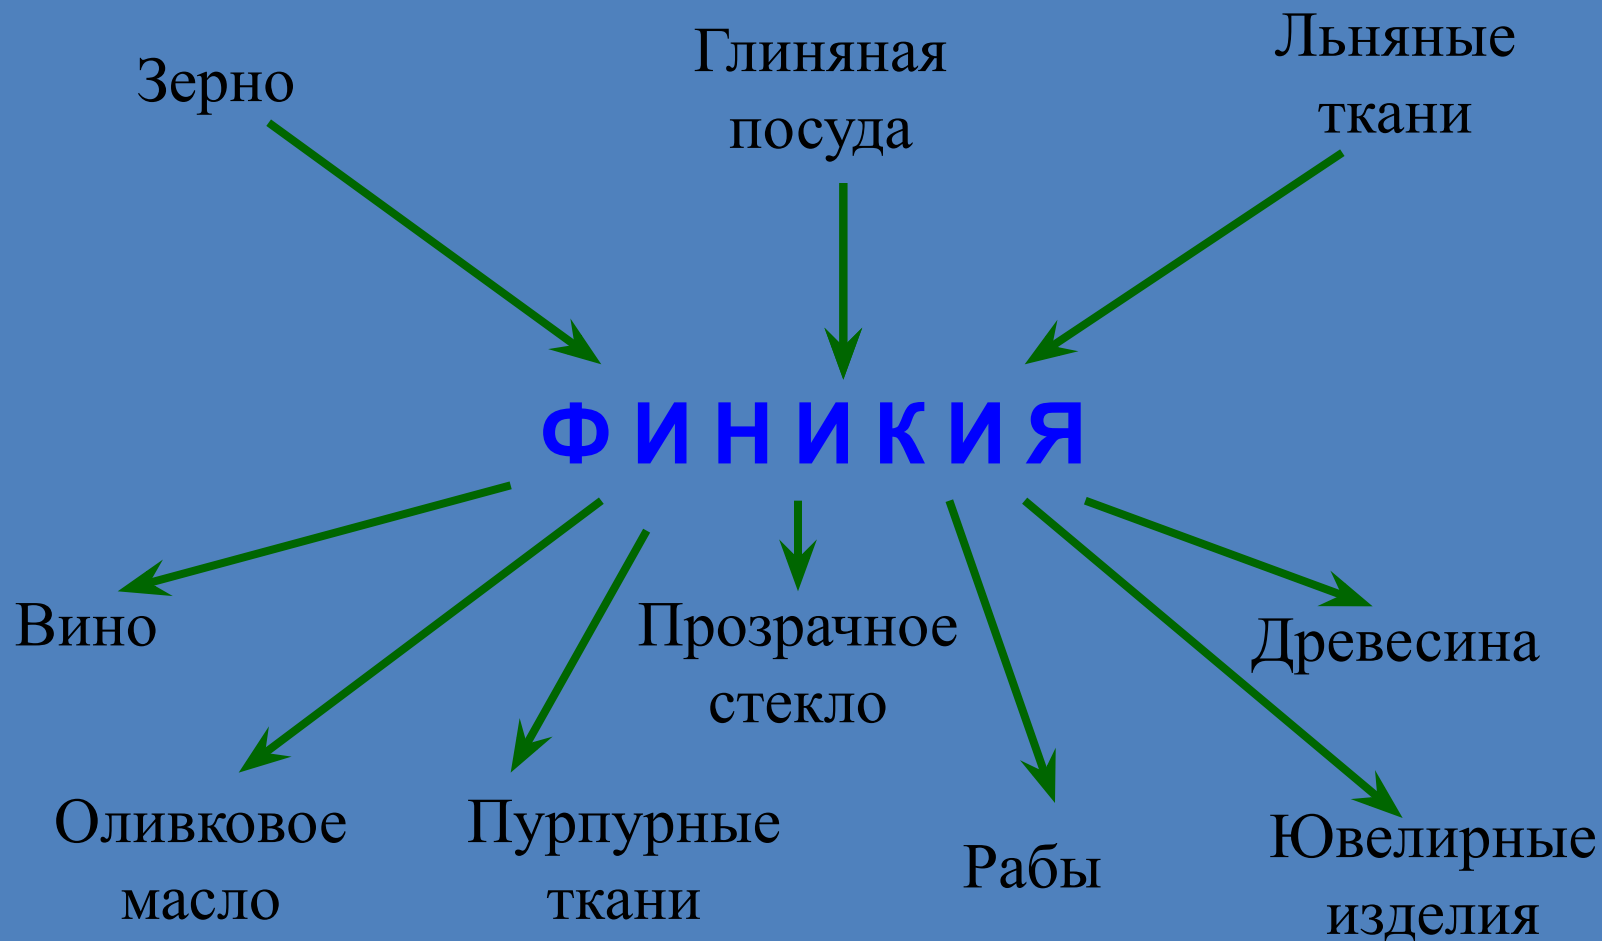 Зерно
Глиняная
посуда
Льняные
ткани
ФИНИКИЯ
Вино
Прозрачное
стекло
Древесина
Оливковое
масло
Пурпурные
ткани
Рабы
Ювелирные
изделия